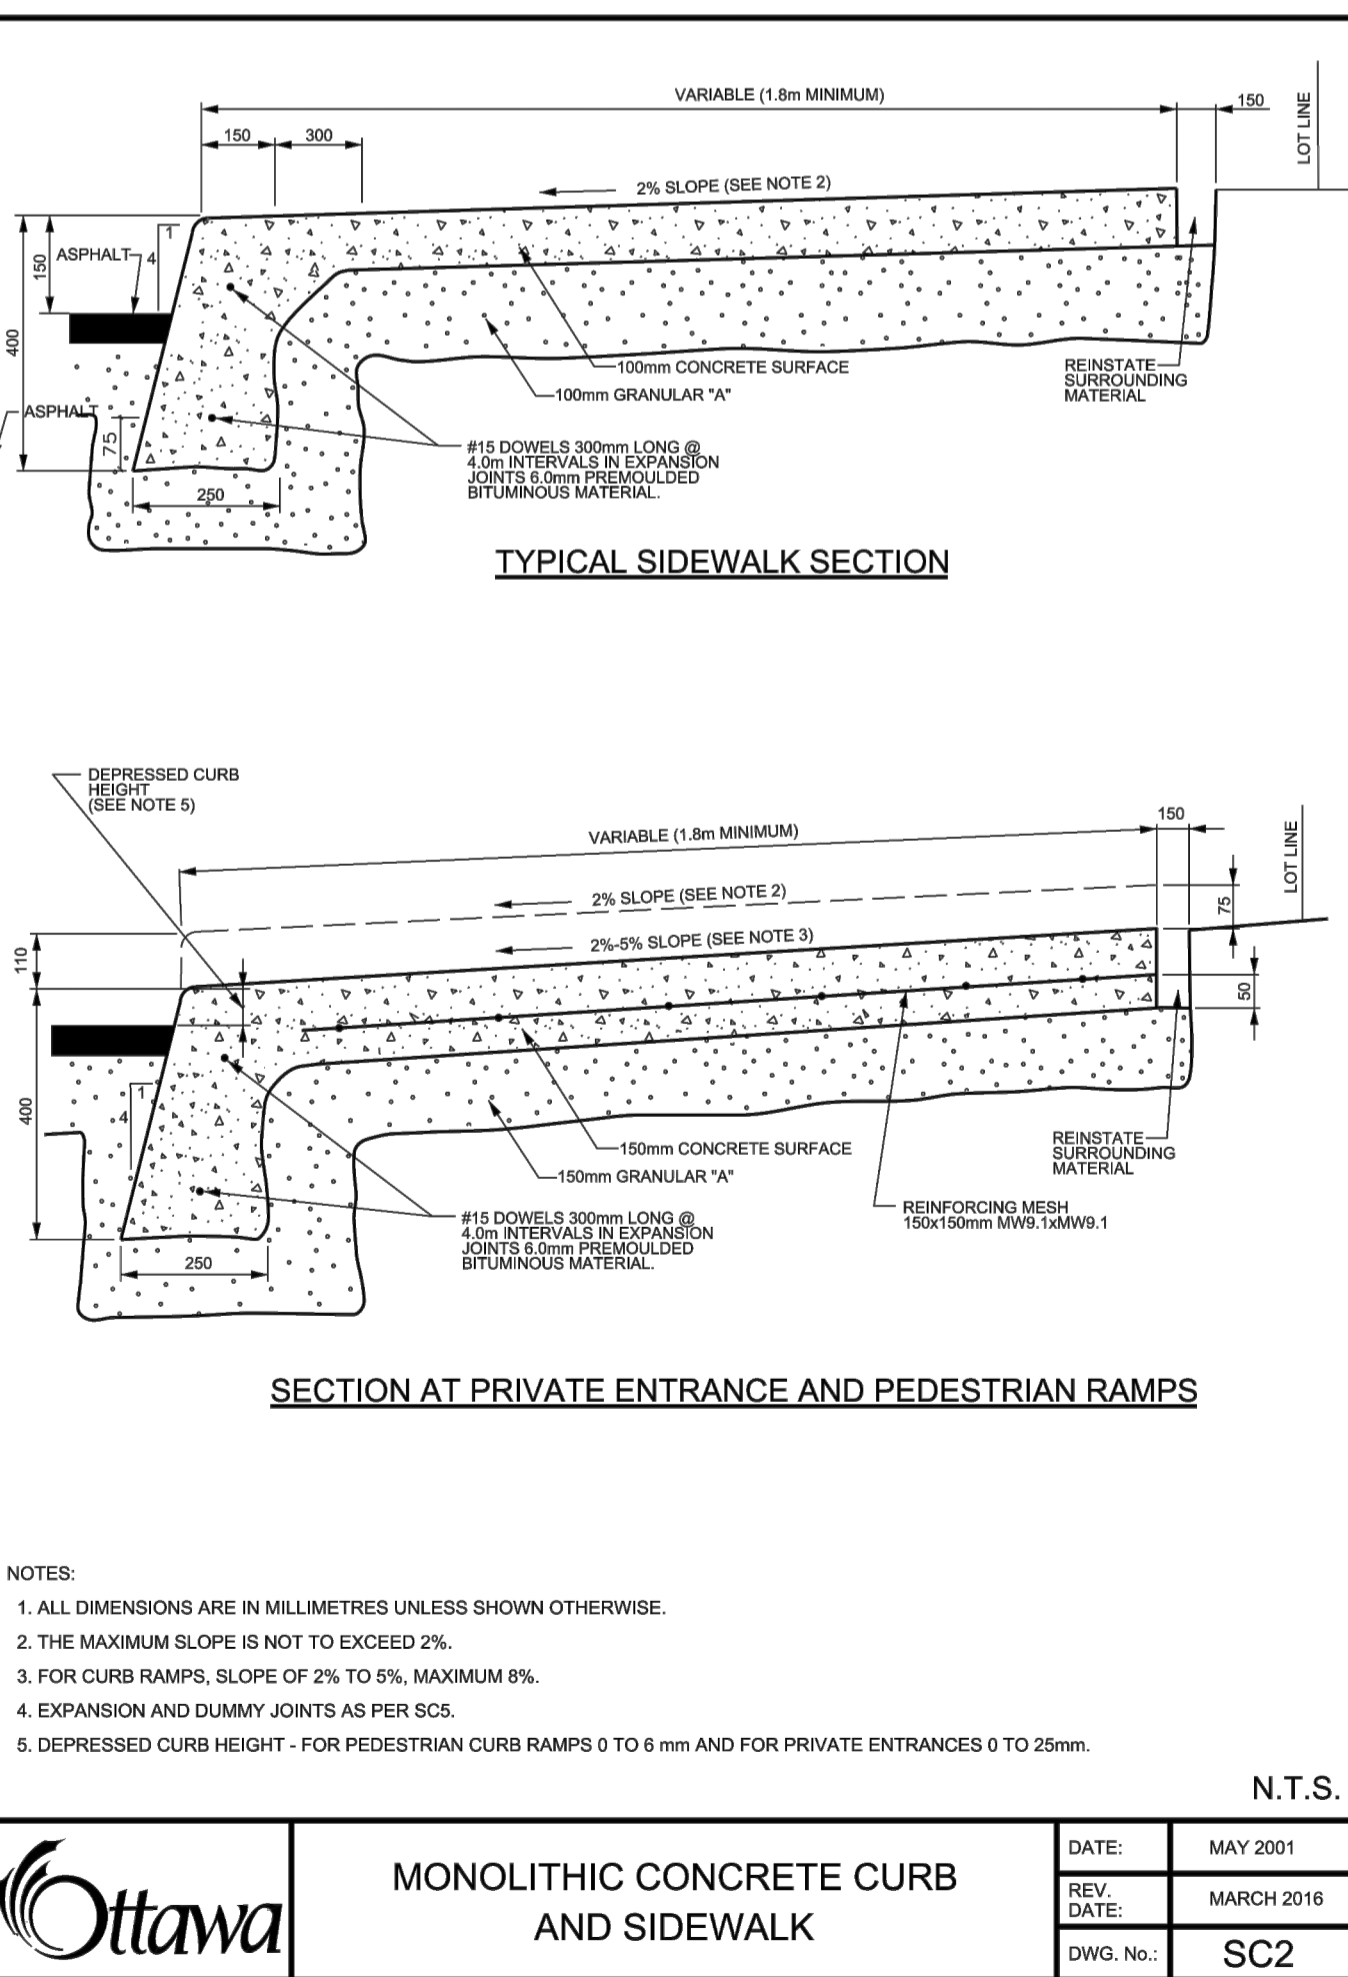 VARIABLE (1.8m MINIMUM)
150
LOT LINE
150
300
2% SLOPE (SEE NOTE 2)
1
4
ASPHALT
150
400
ASPHALT
75
250
100mm CONCRETE SURFACE
100mm GRANULAR "A"
REINSTATE
SURROUNDING
MATERIAL
#15 DOWELS 300mm LONG @
4.0m INTERVALS IN EXPANSION
JOINTS 6.0mm PREMOULDED
BITUMINOUS MATERIAL.
TYPICAL SIDEWALK SECTION
DEPRESSED CURB
HEIGHT
(SEE NOTE 5)
VARIABLE (1.8m MINIMUM)
150
LOT LINE
2% SLOPE (SEE NOTE 2)
75
2%-5% SLOPE (SEE NOTE 3)
110
50
400
1
4
150mm CONCRETE SURFACE
150mm GRANULAR "A"
REINSTATE
SURROUNDING
MATERIAL
REINFORCING MESH
150x150mm MW9.1xMW9.1
#15 DOWELS 300mm LONG @
4.0m INTERVALS IN EXPANSION
JOINTS 6.0mm PREMOULDED
BITUMINOUS MATERIAL.
250
SECTION AT PRIVATE ENTRANCE AND PEDESTRIAN RAMPS
NOTES:
1. ALL DIMENSIONS ARE IN MILLIMETRES UNLESS SHOWN OTHERWISE.
2. THE MAXIMUM SLOPE IS NOT TO EXCEED 2%.
3. FOR CURB RAMPS, SLOPE OF 2% TO 5%, MAXIMUM 8%.
4. EXPANSION AND DUMMY JOINTS AS PER SC5.
5. DEPRESSED CURB HEIGHT - FOR PEDESTRIAN CURB RAMPS 0 TO 6 mm AND FOR PRIVATE ENTRANCES 0 TO 25mm.
N.T.S.
Ottawa
MONOLITHIC CONCRETE CURB
AND SIDEWALK
DATE:
MAY 2001
REV.
DATE:
MARCH 2016
DWG. No.:
SC2